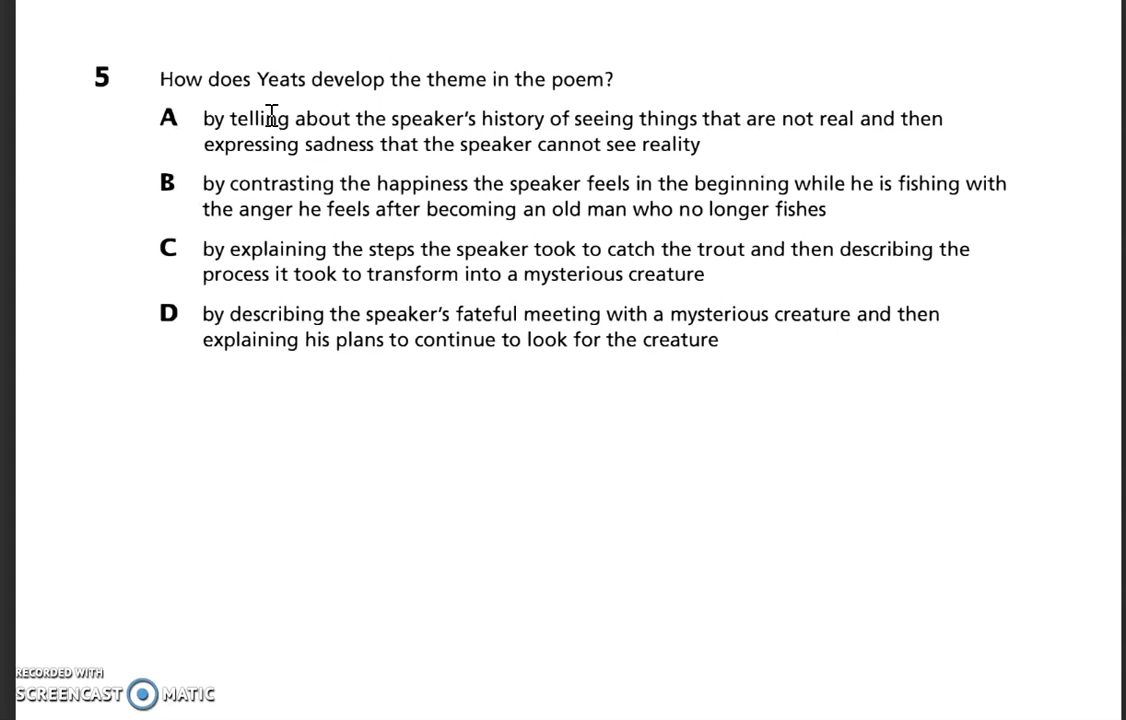 5 How does Yeats develop the theme in the poem?
A by telling about the speaker's history of seeing things that are not real and then
expressing sadness that the speaker cannot see reality
B by contrasting the happiness the speaker feels in the beginning while he is fishing with
the anger he feels after becoming an old man who no longer fishes
C by explaining the steps the speaker took to catch the trout and then describing the
process it took to transform into a mysterious creature
D by describing the speaker's fateful meeting with a mysterious creature and then
explaining his plans to continue to look for the creature
RECORDED WITH
SCREENCAST MATIC